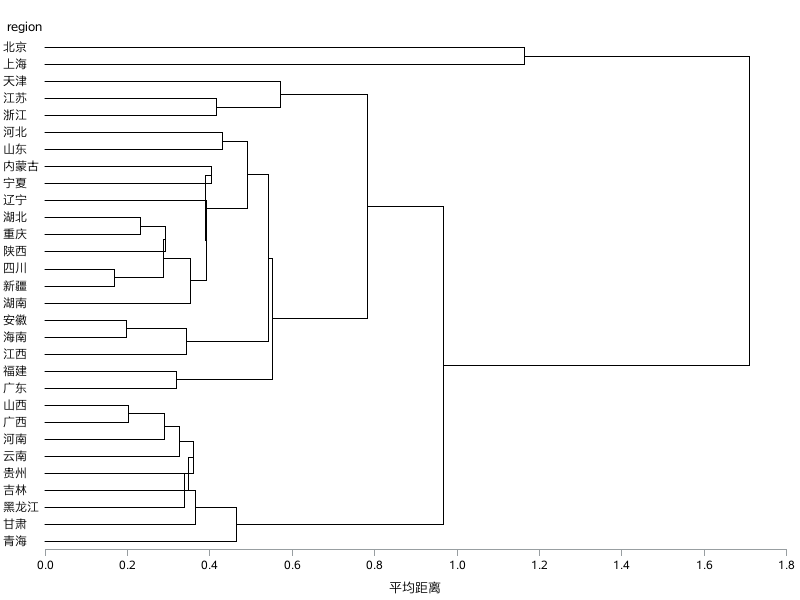 region
北京
上海
天津
江苏
浙江
河北
山东
内蒙古
宁夏
辽宁
湖北
重庆
陕西
四川
新疆
湖南
安徽
海南
江西
福建
广东
山西
广西
河南
云南
贵州
吉林
黑龙江
甘肃
青海
0.0 0.2 0.4 0.6 0.8 1.0 1.2 1.4 1.6 1.8
平均距离